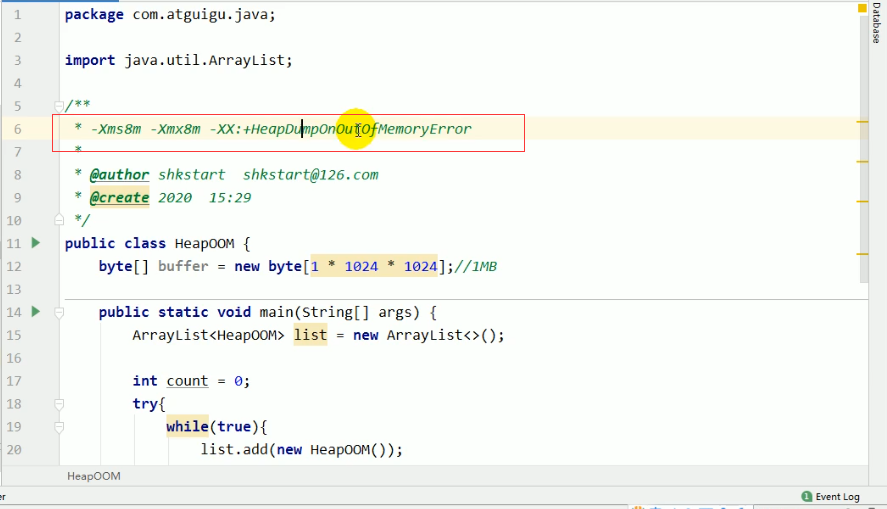 1 package com.atguigu.java;
2
3 import java.util.ArrayList;
4
5 /**
6 * -Xms8m -Xmx8m -XX:+HeapDumpOnOutOfMemoryError
7 *
8 * @author shkstart shkstart@126.com
9 * @create 2020 15:29
10 */
11 public class HeapOOM {
12 byte[] buffer = new byte[1 * 1024 * 1024];//1MB
13
14 public static void main(String[] args) {
15 ArrayList<HeapOOM> list = new ArrayList<>();
16
17 int count = 0;
18 try{
19 while(true){
20 list.add(new HeapOOM());
HeapOOM
er
1 Event Log
Database